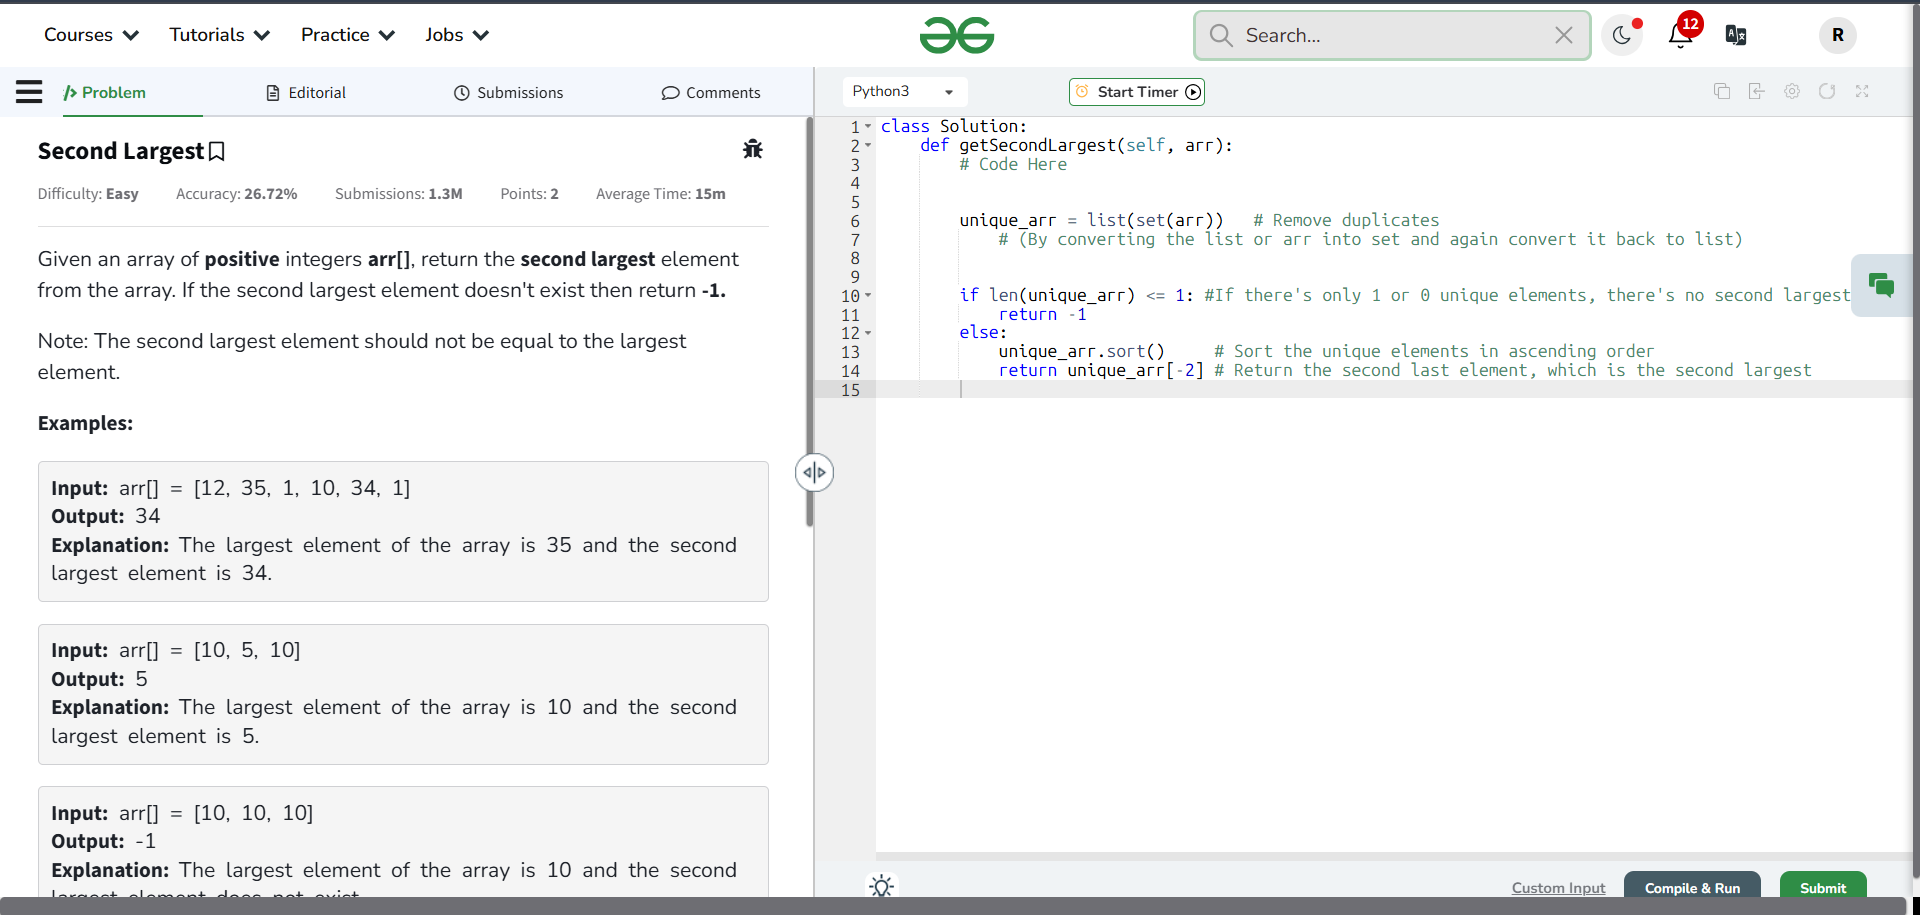 Courses Tutorials Practice Jobs Search... 12 R
Problem Editorial Submissions Comments
Second Largest
Difficulty: Easy Accuracy: 26.72% Submissions: 1.3M Points: 2 Average Time: 15m
Given an array of positive integers arr[], return the second largest element
from the array. If the second largest element doesn't exist then return -1.
Note: The second largest element should not be equal to the largest
element.
Examples:
Input: arr[] = [12, 35, 1, 10, 34, 1]
Output: 34
Explanation: The largest element of the array is 35 and the second
largest element is 34.
Input: arr[] = [10, 5, 10]
Output: 5
Explanation: The largest element of the array is 10 and the second
largest element is 5.
Input: arr[] = [10, 10, 10]
Output: -1
Explanation: The largest element of the array is 10 and the second
largest element does not exist.
Python3 Start Timer
1 class Solution:
2 def getSecondLargest(self, arr):
3 # Code Here
4
5
6 unique_arr = list(set(arr)) # Remove duplicates
7 # (By converting the list or arr into set and again convert it back to list)
8
9
10 if len(unique_arr) <= 1: #If there's only 1 or 0 unique elements, there's no second largest
11 return -1
12 else:
13 unique_arr.sort() # Sort the unique elements in ascending order
14 return unique_arr[-2] # Return the second last element, which is the second largest
15
Custom Input Compile & Run Submit